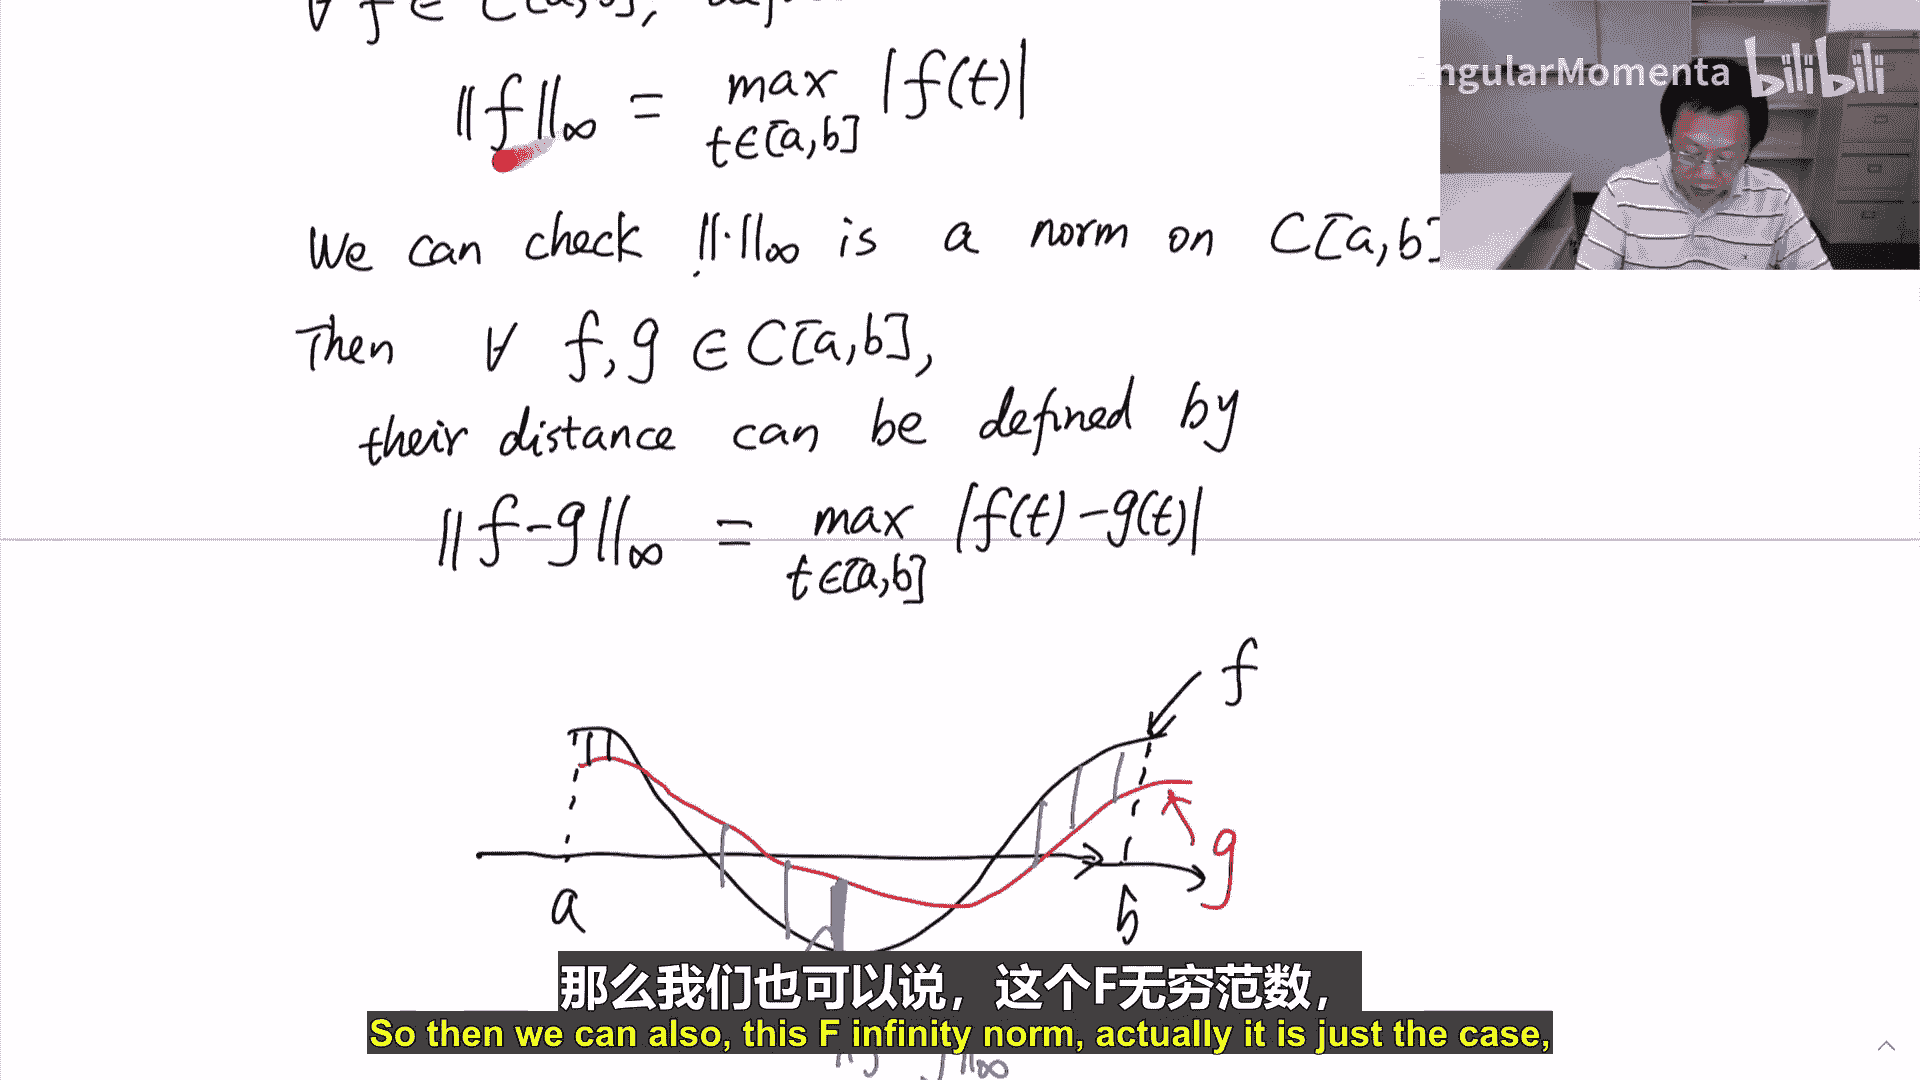 ∀ f ∈ C[a,b],
‖f‖∞ = max |f(t)|
t∈[a,b]
We can check ‖·‖∞ is a norm on C[a,b]
Then ∀ f,g ∈ C[a,b],
their distance can be defined by
‖f-g‖∞ = max |f(t)-g(t)|
t∈[a,b]
f
g
a
b
那么我们也可以说，这个F无穷范数，
So then we can also, this F infinity norm, actually it is just the case,
ngularMomenta bilibili